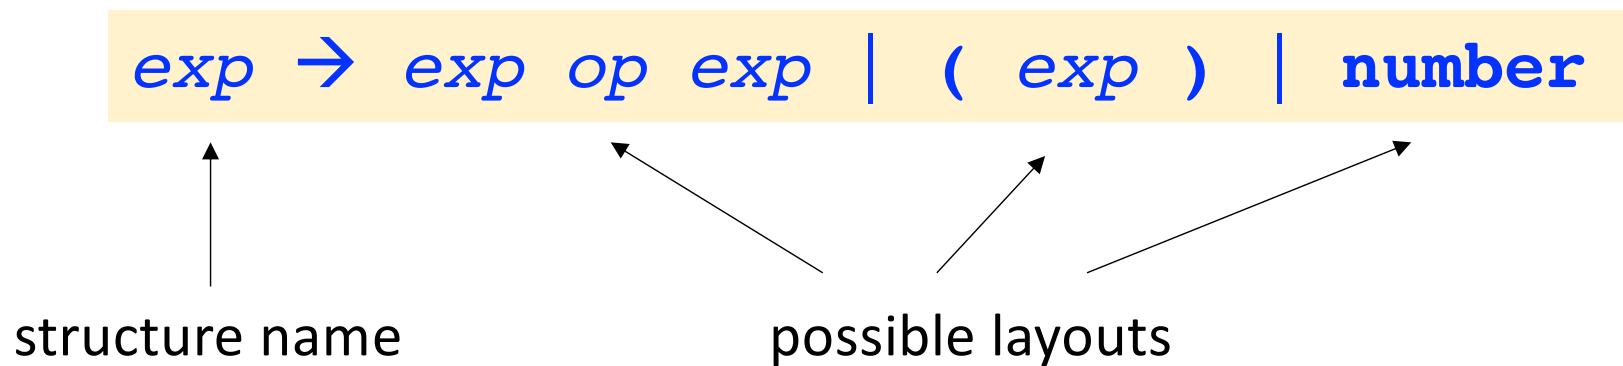 exp → exp op exp | ( exp ) | number
structure name
possible layouts